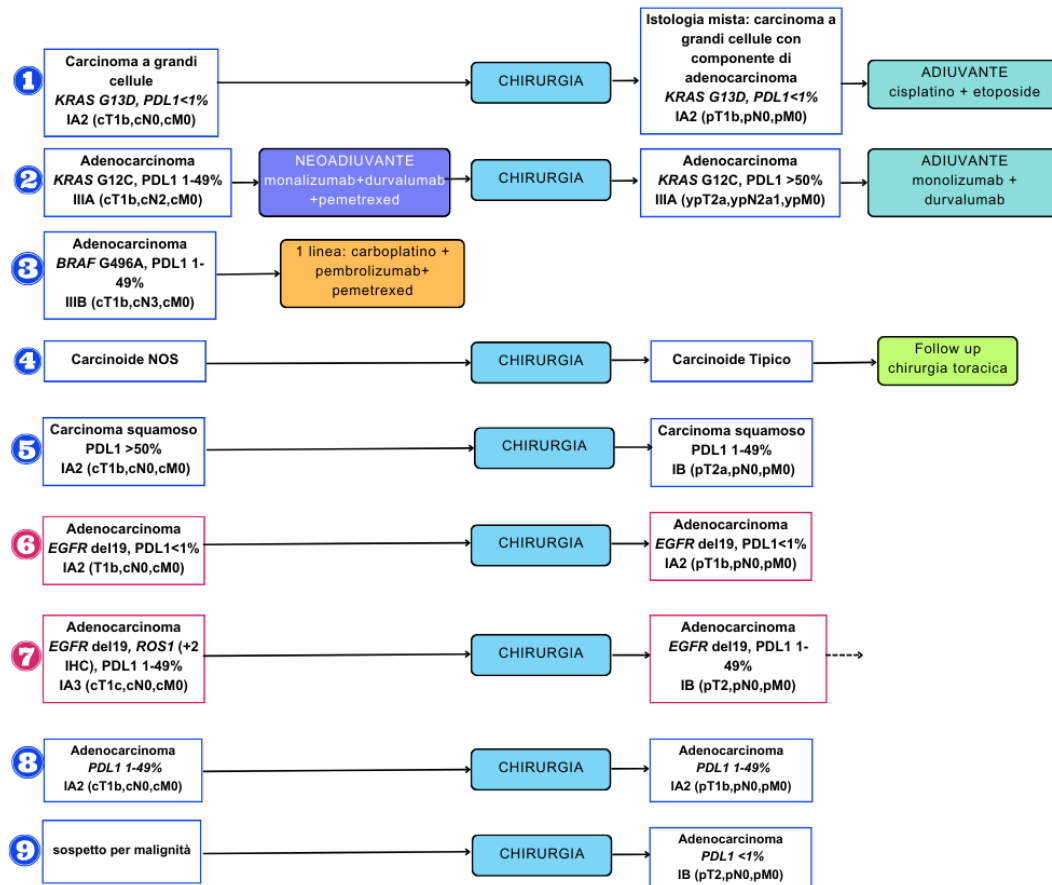 1
Carcinoma a grandi
cellule
KRAS G13D, PDL1<1%
IA2 (cT1b,cN0,cM0)
CHIRURGIA
Istologia mista: carcinoma a
grandi cellule con
componente di
adenocarcinoma
KRAS G13D, PDL1<1%
IA2 (pT1b,pN0,pM0)
ADIUVANTE
cisplatino + etoposide
2
Adenocarcinoma
KRAS G12C, PDL1 1-49%
IIIA (cT1b,cN2,cM0)
NEOADIUVANTE
monalizumab+durvalumab
+pemetrexed
CHIRURGIA
Adenocarcinoma
KRAS G12C, PDL1 >50%
IIIA (ypT2a,ypN2a1,ypM0)
ADIUVANTE
monolizumab +
durvalumab
3
Adenocarcinoma
BRAF G496A, PDL1 1-
49%
IIIB (cT1b,cN3,cM0)
1 linea: carboplatino +
pembrolizumab+
pemetrexed
4
Carcinoide NOS
CHIRURGIA
Carcinoide Tipico
Follow up
chirurgia toracica
5
Carcinoma squamoso
PDL1 >50%
IA2 (cT1b,cN0,cM0)
CHIRURGIA
Carcinoma squamoso
PDL1 1-49%
IB (pT2a,pN0,pM0)
6
Adenocarcinoma
EGFR del19, PDL1<1%
IA2 (T1b,cN0,cM0)
CHIRURGIA
Adenocarcinoma
EGFR del19, PDL1<1%
IA2 (pT1b,pN0,pM0)
7
Adenocarcinoma
EGFR del19, ROS1 (+2
IHC), PDL1 1-49%
IA3 (cT1c,cN0,cM0)
CHIRURGIA
Adenocarcinoma
EGFR del19, PDL1 1-
49%
IB (pT2,pN0,pM0)
8
Adenocarcinoma
PDL1 1-49%
IA2 (cT1b,cN0,cM0)
CHIRURGIA
Adenocarcinoma
PDL1 1-49%
IA2 (pT1b,pN0,pM0)
9
sospetto per malignità
CHIRURGIA
Adenocarcinoma
PDL1 <1%
IB (pT2,pN0,pM0)